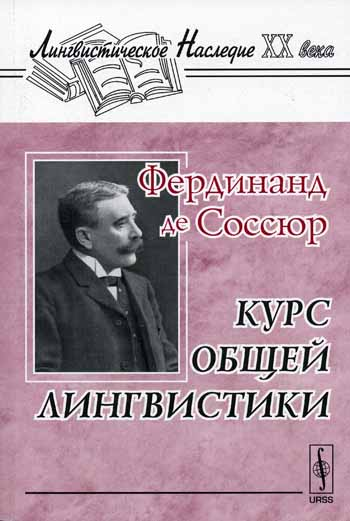 Лингвистическое Наследие XX века
Фердинанд
де Соссюр
КУРС
ОБЩЕЙ
ЛИНГВИСТИКИ
URSS